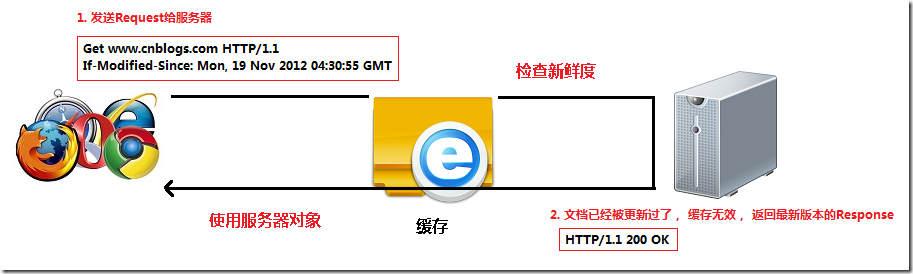 1. 发送Request给服务器
Get www.cnblogs.com HTTP/1.1
If-Modified-Since: Mon, 19 Nov 2012 04:30:55 GMT
检查新鲜度
使用服务器对象
缓存
2. 文档已经被更新过了 ， 缓存无效 ， 返回最新版本的Response
HTTP/1.1 200 OK